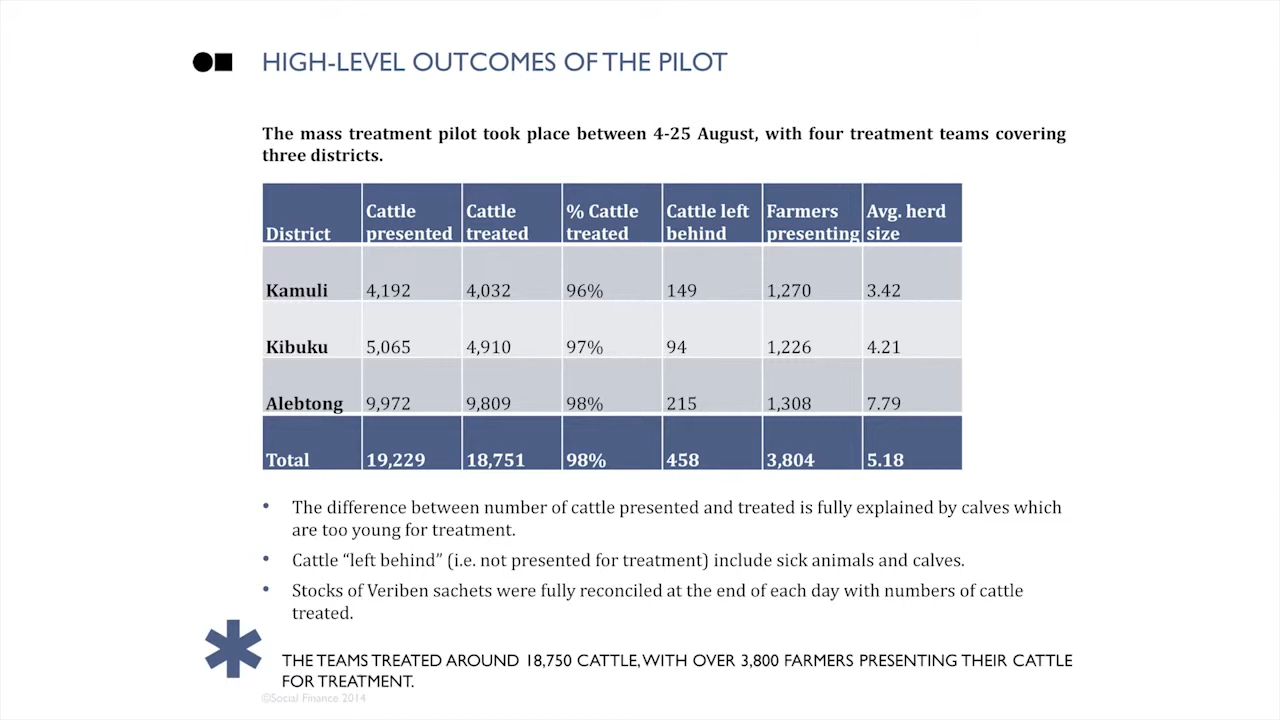 HIGH-LEVEL OUTCOMES OF THE PILOT
The mass treatment pilot took place between 4-25 August, with four treatment teams covering
three districts.
District Cattle presented Cattle treated % Cattle treated Cattle left behind Farmers presenting Avg. herd size
Kamuli 4,192 4,032 96% 149 1,270 3.42
Kibuku 5,065 4,910 97% 94 1,226 4.21
Alebtong 9,972 9,809 98% 215 1,308 7.79
Total 19,229 18,751 98% 458 3,804 5.18
• The difference between number of cattle presented and treated is fully explained by calves which
are too young for treatment.
• Cattle “left behind” (i.e. not presented for treatment) include sick animals and calves.
• Stocks of Veriben sachets were fully reconciled at the end of each day with numbers of cattle
treated.
THE TEAMS TREATED AROUND 18,750 CATTLE, WITH OVER 3,800 FARMERS PRESENTING THEIR CATTLE
FOR TREATMENT.
©Social Finance 2014